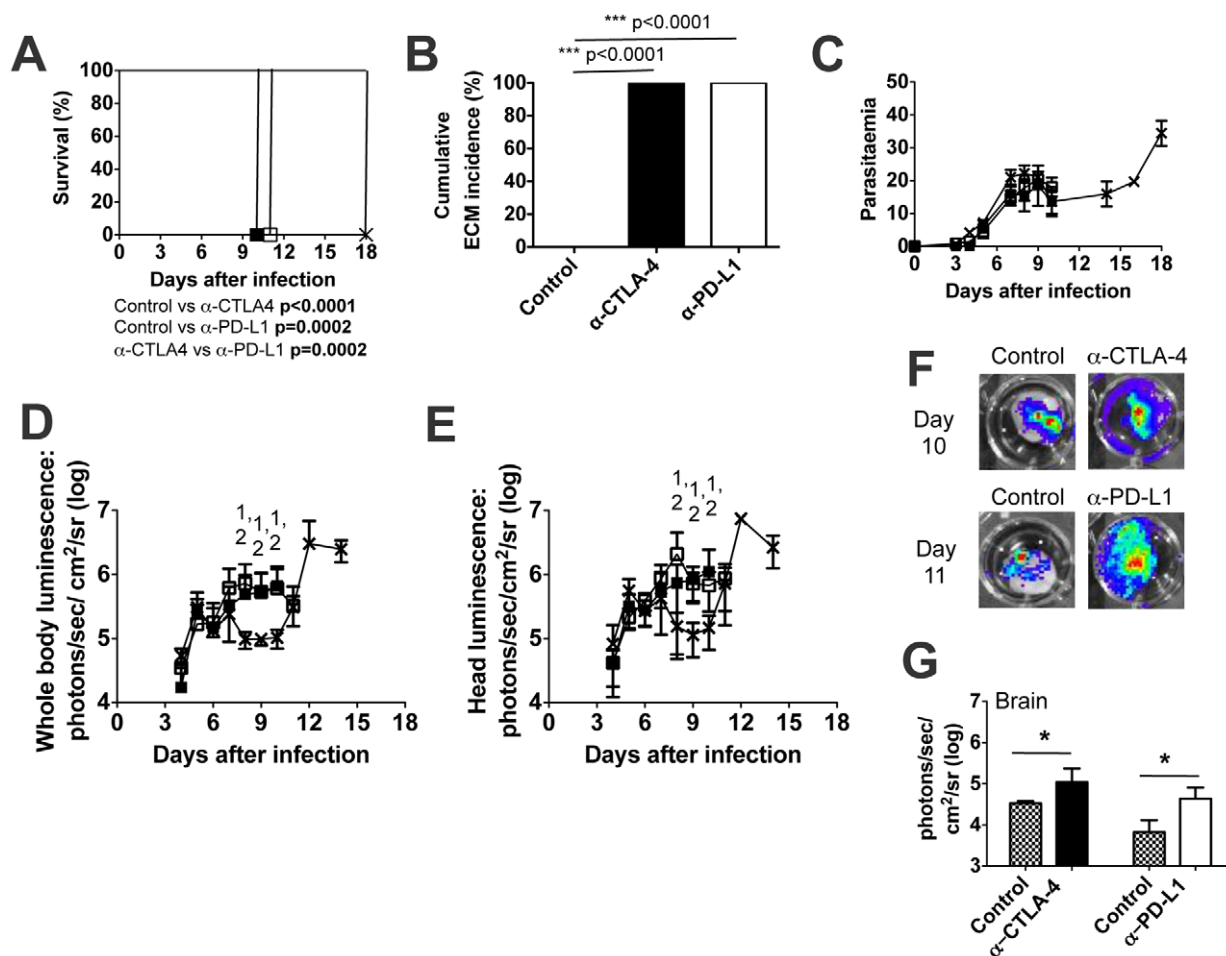 A
Survival (%)
100
80
60
40
20
0
0 3 6 9 12 15 18
Days after infection
Control vs α-CTLA4 p<0.0001
Control vs α-PD-L1 p=0.0002
α-CTLA4 vs α-PD-L1 p=0.0002
B
*** p<0.0001
*** p<0.0001
Cumulative
ECM incidence (%)
100
80
60
40
20
0
Control
α-CTLA-4
α-PD-L1
C
Parasitaemia
40
30
20
10
0
0 3 6 9 12 15 18
Days after infection
D
Whole body luminescence:
photons/sec/ cm²/sr (log)
7
6
5
4
1,
2
1,
2
1,
2
0 3 6 9 12 15 18
Days after infection
E
Head luminescence:
photons/sec/cm²/sr (log)
7
6
5
4
1,
2
1,
2
1,
2
0 3 6 9 12 15 18
Days after infection
F
Control α-CTLA-4
Day
10
Control α-PD-L1
Day
11
G
Brain
photons/sec/
cm²/sr (log)
7
6
5
4
3
*
*
Control
α-CTLA-4
Control
α-PD-L1